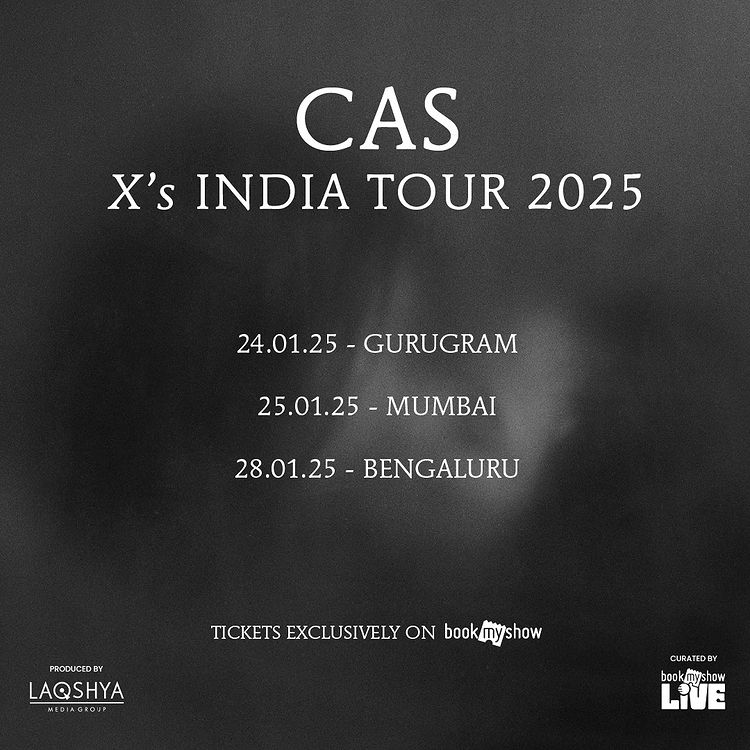 CAS
X's INDIA TOUR 2025
24.01.25 - GURUGRAM
25.01.25 - MUMBAI
28.01.25 - BENGALURU
TICKETS EXCLUSIVELY ON bookmyshow
PRODUCED BY
LAQSHYA
MEDIA GROUP
CURATED BY
bookmyshow
LIVE